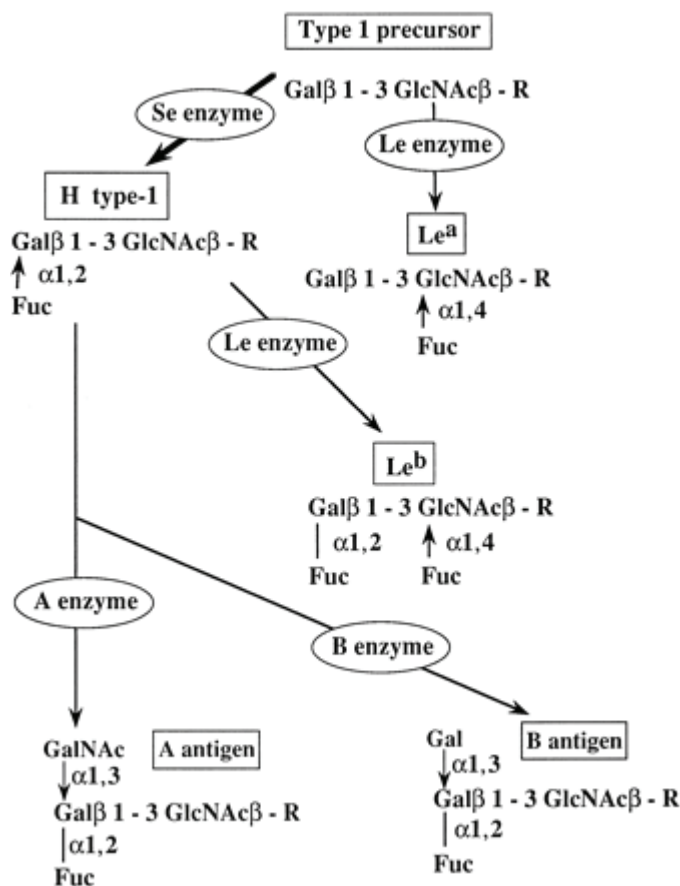 Type 1 precursor
Galβ 1 - 3 GlcNAcβ - R
Se enzyme
Le enzyme
H type-1
Galβ 1 - 3 GlcNAcβ - R
α1,2
Fuc
Leᵃ
Galβ 1 - 3 GlcNAcβ - R
α1,4
Fuc
Le enzyme
Leᵇ
Galβ 1 - 3 GlcNAcβ - R
α1,2 α1,4
Fuc Fuc
A enzyme
B enzyme
GalNAc A antigen
α1,3
Galβ 1 - 3 GlcNAcβ - R
α1,2
Fuc
Gal B antigen
α1,3
Galβ 1 - 3 GlcNAcβ - R
α1,2
Fuc